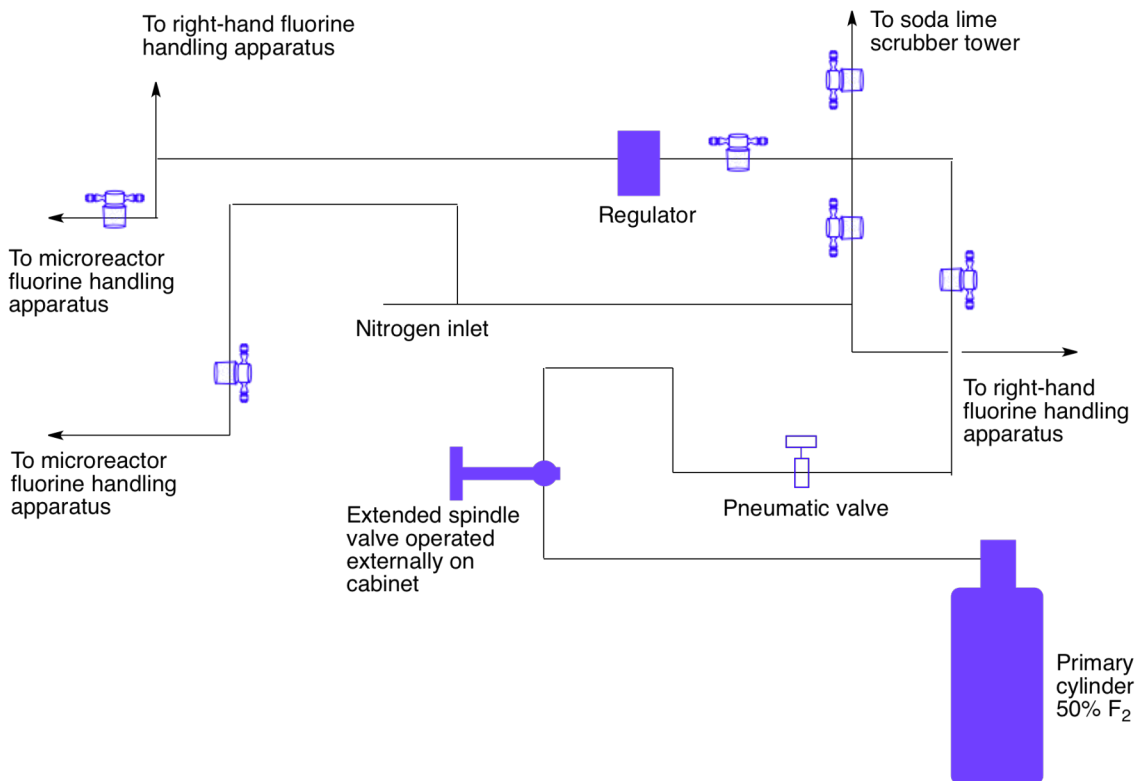 To right-hand fluorine
handling apparatus
To soda lime
scrubber tower
Regulator
To microreactor
fluorine handling
apparatus
Nitrogen inlet
To right-hand
fluorine handling
apparatus
To microreactor
fluorine handling
apparatus
Extended spindle
valve operated
externally on
cabinet
Pneumatic valve
Primary
cylinder
50% F₂